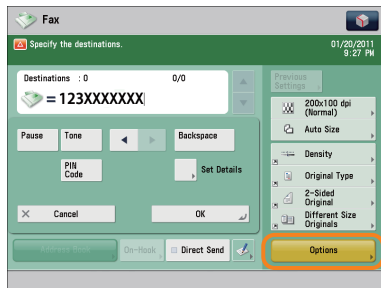 Fax
Specify the destinations.
01/20/2011
9:27 PM
Destinations : 0 0/0
= 123XXXXXXX
Previous
Settings
200x100 dpi
(Normal)
Auto Size
Pause Tone Backspace
PIN
Code
Set Details
Density
Original Type
2-Sided
Original
Different Size
Originals
Cancel OK
Address Book On-Hook Direct Send
Options